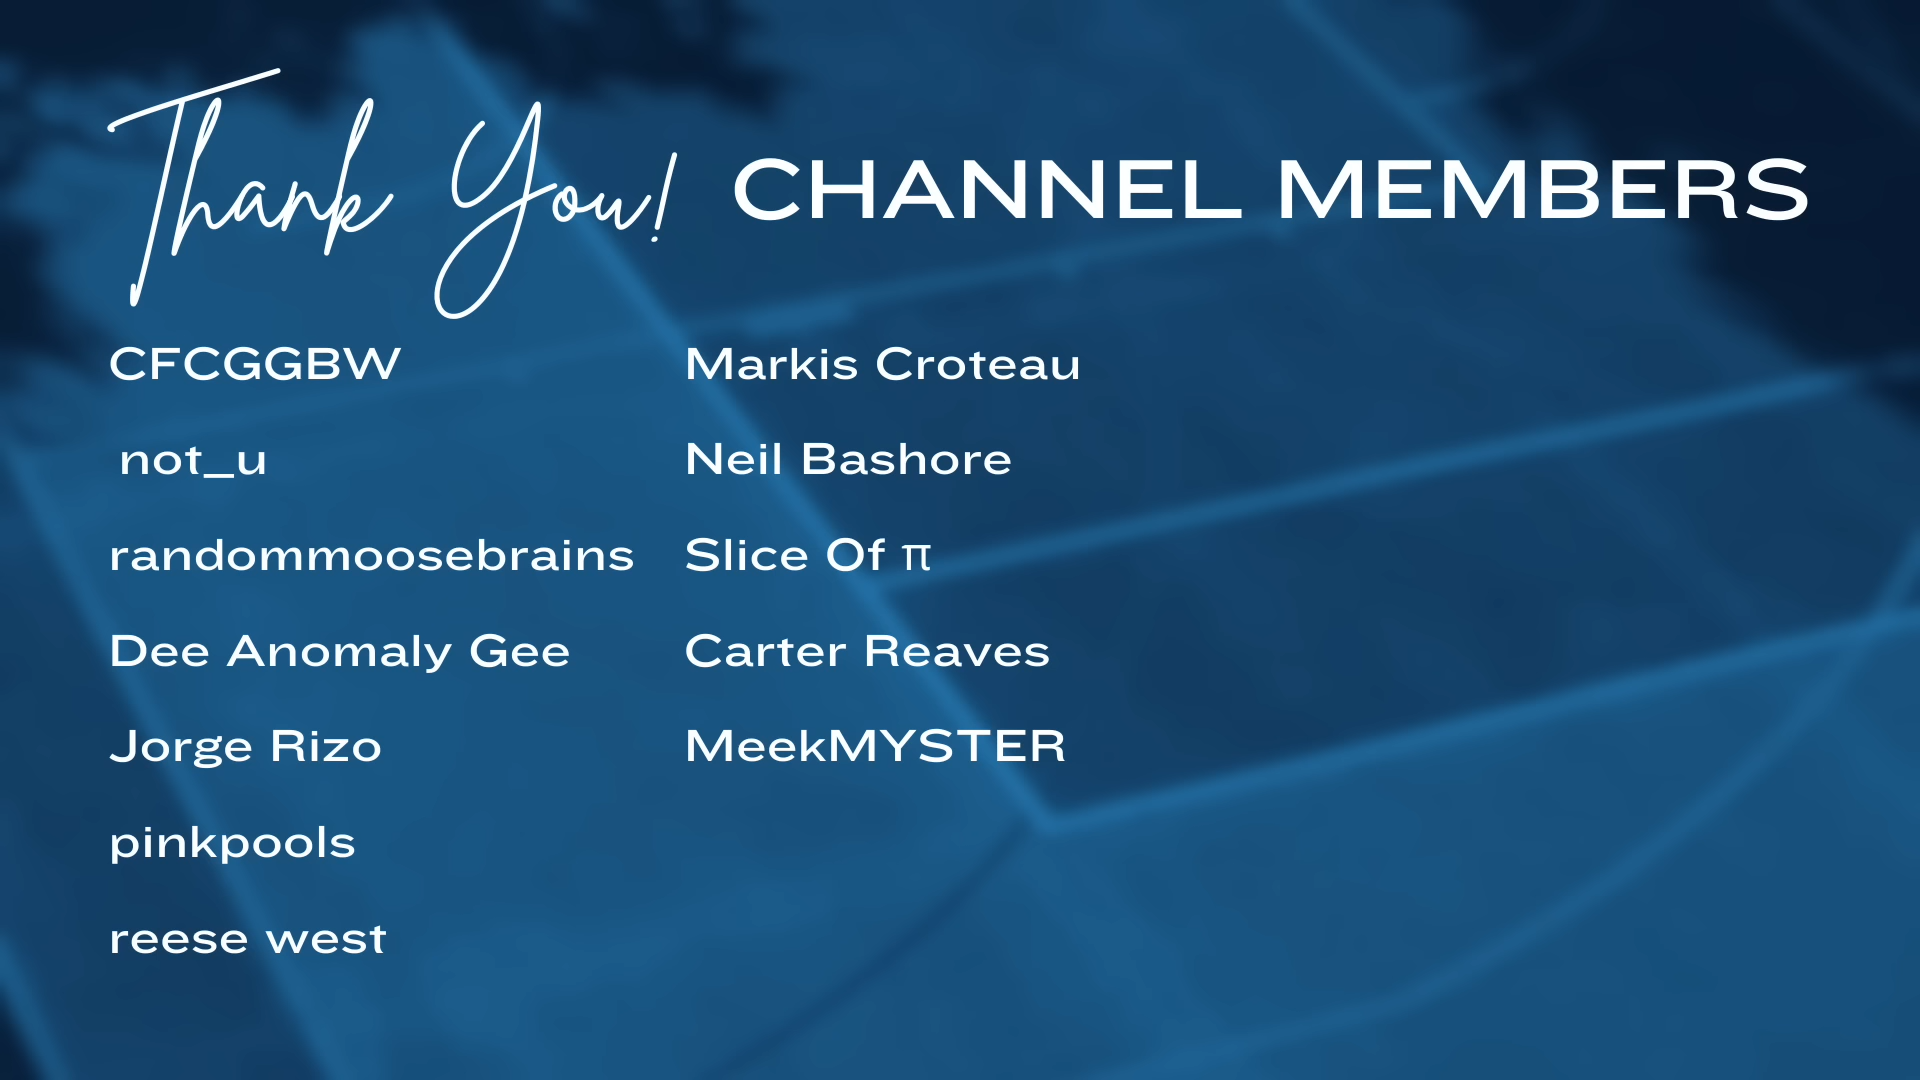 Thank You! CHANNEL MEMBERS
CFCGGBW
not_u
randommoosebrains
Dee Anomaly Gee
Jorge Rizo
pinkpools
reese west
Markis Croteau
Neil Bashore
Slice Of π
Carter Reaves
MeekMYSTER